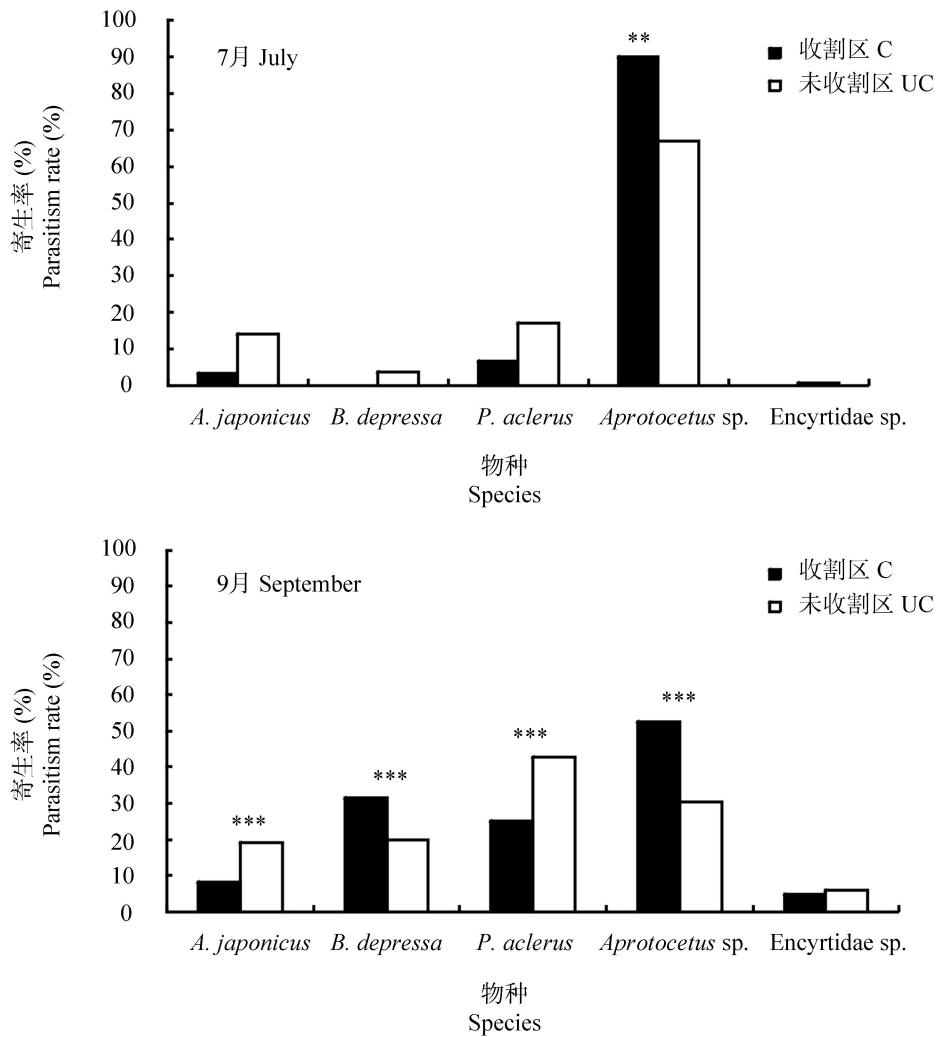 7月 July
收割区 C
未收割区 UC
**
寄生率 (%)
Parasitism rate (%)
100
90
80
70
60
50
40
30
20
10
0
A. japonicus B. depressa P. aclerus Aprotocetus sp. Encyrtidae sp.
物种
Species
9月 September
收割区 C
未收割区 UC
*** *** *** ***
寄生率 (%)
Parasitism rate (%)
100
90
80
70
60
50
40
30
20
10
0
A. japonicus B. depressa P. aclerus Aprotocetus sp. Encyrtidae sp.
物种
Species